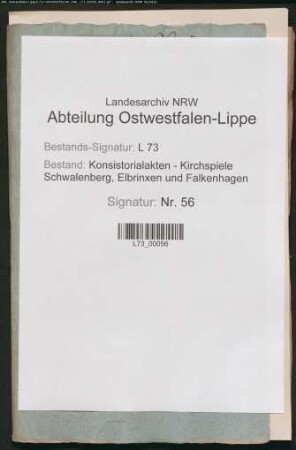 Landesarchiv NRW
Abteilung Ostwestfalen-Lippe
Bestands-Signatur: L 73
Bestand: Konsistorialakten - Kirchspiele
Schwalenberg, Elbrinxen und Falkenhagen
Signatur: Nr. 56
L73_00056